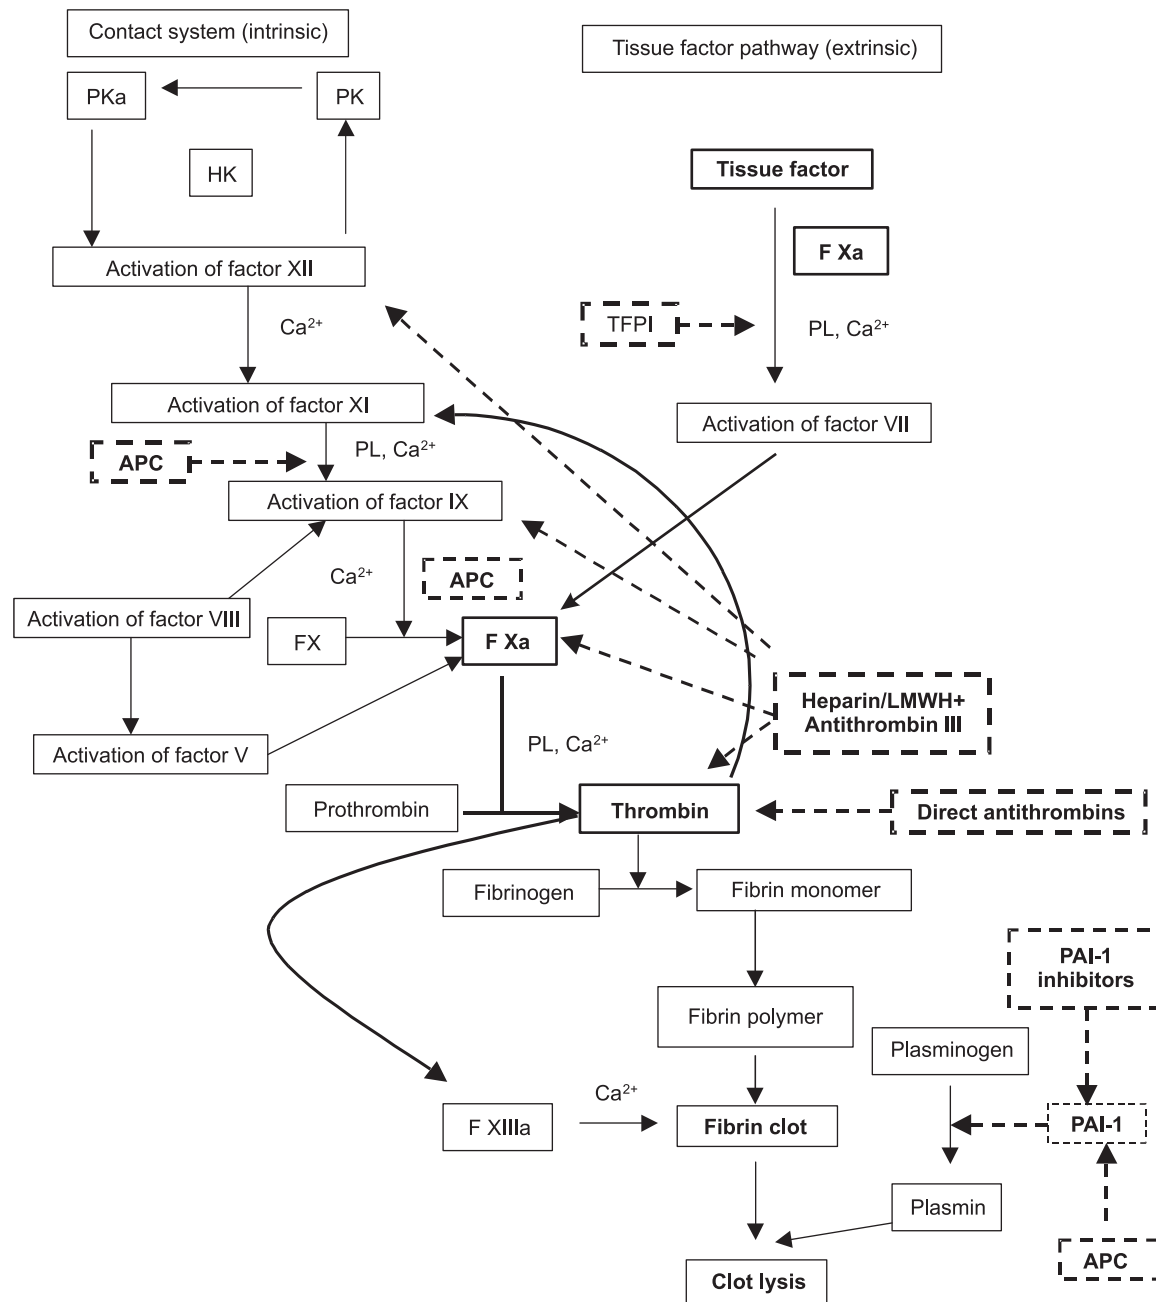 Contact system (intrinsic)
Tissue factor pathway (extrinsic)
PKa
PK
HK
Tissue factor
F Xa
Activation of factor XII
Ca²⁺
TFPI
PL, Ca²⁺
Activation of factor XI
Activation of factor VII
APC
PL, Ca²⁺
Activation of factor IX
Ca²⁺
APC
Activation of factor VIII
FX
F Xa
Heparin/LMWH+
Antithrombin III
Activation of factor V
PL, Ca²⁺
Prothrombin
Thrombin
Direct antithrombins
Fibrinogen
Fibrin monomer
PAI-1
inhibitors
Fibrin polymer
Plasminogen
Ca²⁺
F XIIIa
Fibrin clot
PAI-1
Plasmin
APC
Clot lysis